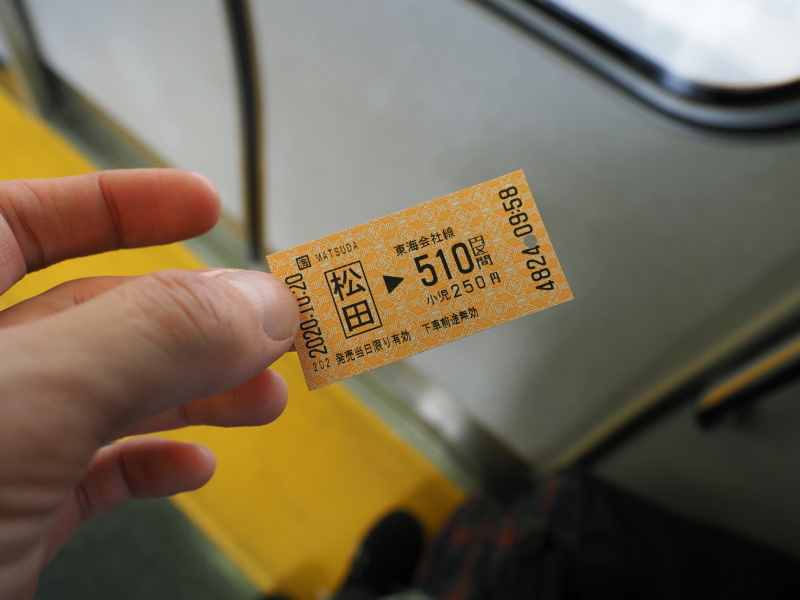 海 MATSUDA
東海会社線
松田 ▶ 510円区間
小児250円
2020.10.20
202 発売当日限り有効 下車前途無効
4824 09:58